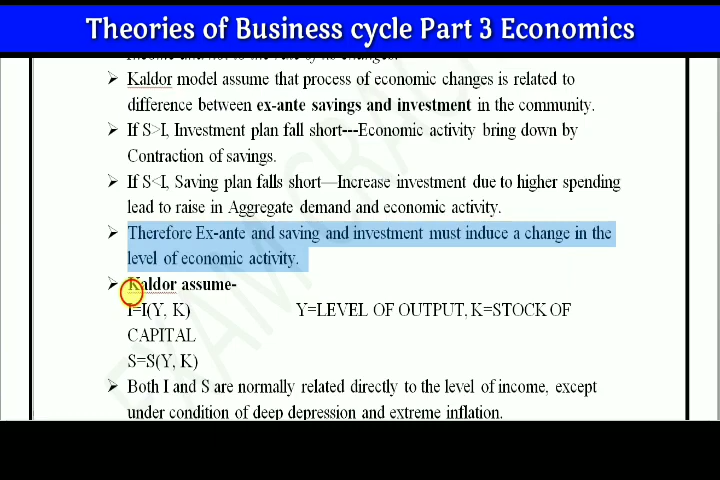 Theories of Business cycle Part 3 Economics
Kaldor model assume that process of economic changes is related to
difference between ex-ante savings and investment in the community.
If S>I, Investment plan fall short---Economic activity bring down by
Contraction of savings.
If S<I, Saving plan falls short—Increase investment due to higher spending
lead to raise in Aggregate demand and economic activity.
Therefore Ex-ante and saving and investment must induce a change in the
level of economic activity.
Kaldor assume-
I=I(Y, K) Y=LEVEL OF OUTPUT, K=STOCK OF
CAPITAL
S=S(Y, K)
Both I and S are normally related directly to the level of income, except
under condition of deep depression and extreme inflation.